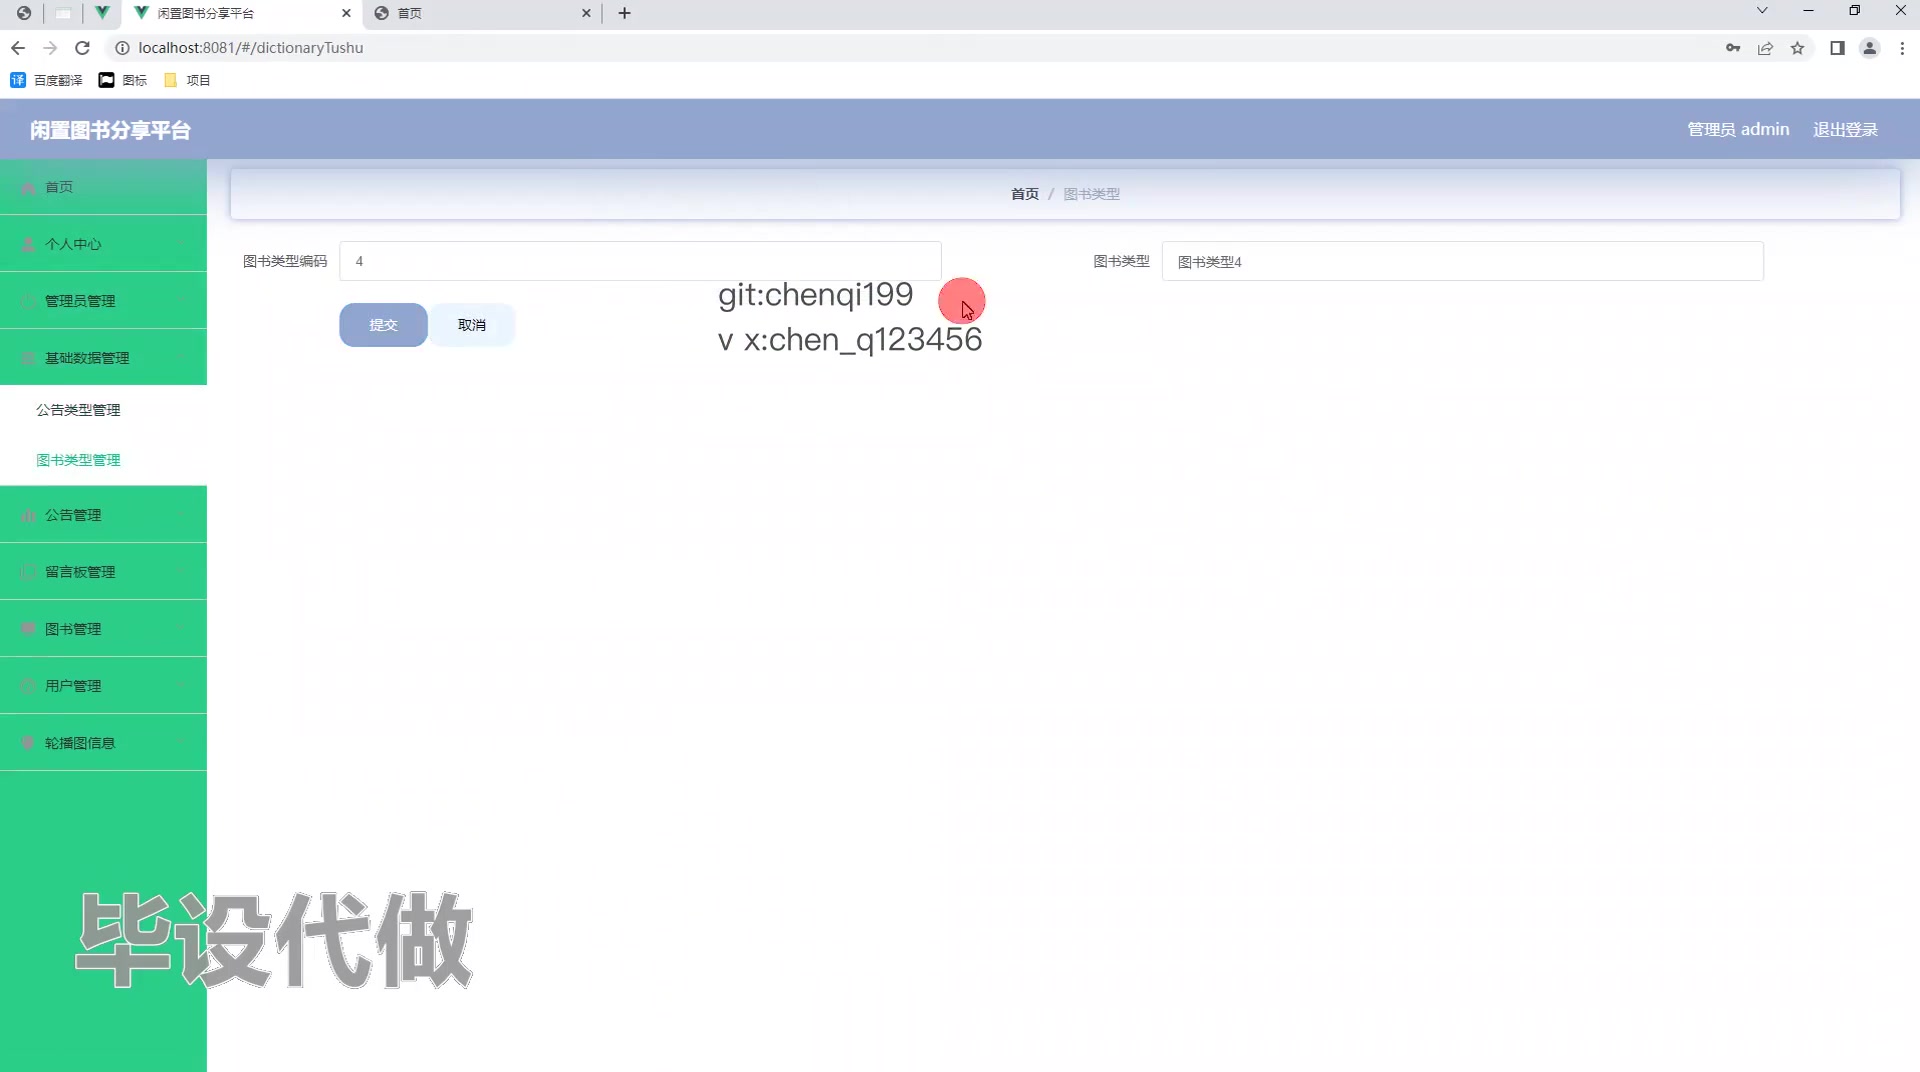 闲置图书分享平台
首页
localhost:8081/#/dictionaryTushu
译 百度翻译 图标 项目
闲置图书分享平台
管理员 admin 退出登录
首页
个人中心
管理员管理
基础数据管理
公告类型管理
图书类型管理
公告管理
留言板管理
图书管理
用户管理
轮播图信息
首页 / 图书类型
图书类型编码 4
图书类型 图书类型4
提交 取消
git:chenqi199
v x:chen_q123456
毕设代做